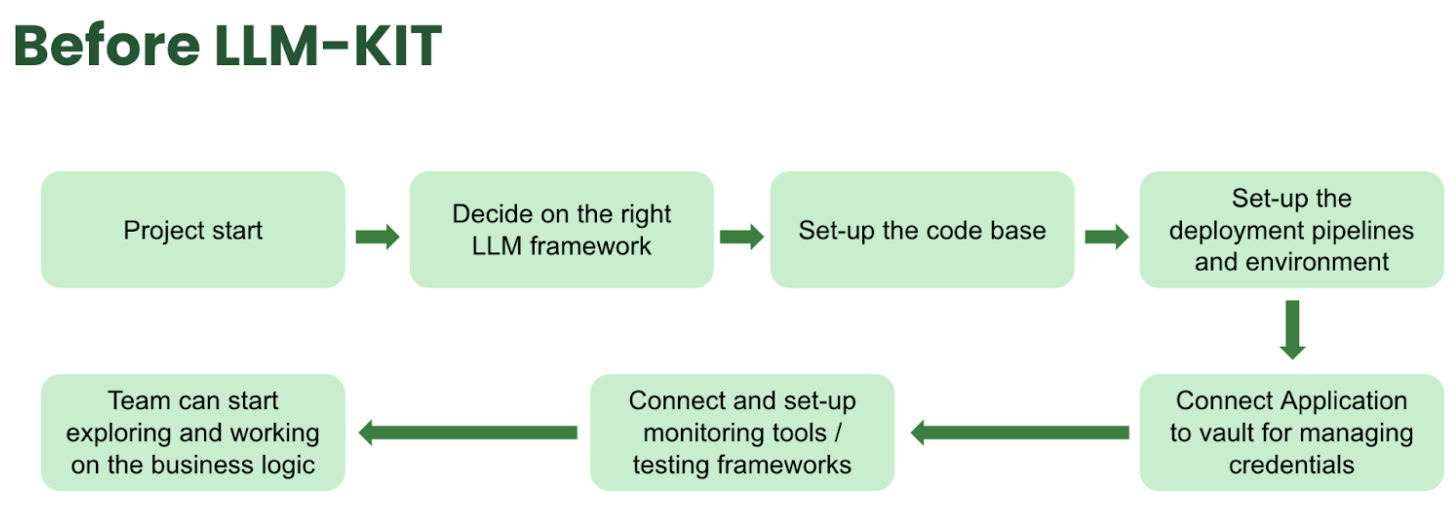 Before LLM-KIT
Project start
Decide on the right
LLM framework
Set-up the code base
Set-up the
deployment pipelines
and environment
Connect Application
to vault for managing
credentials
Connect and set-up
monitoring tools /
testing frameworks
Team can start
exploring and working
on the business logic